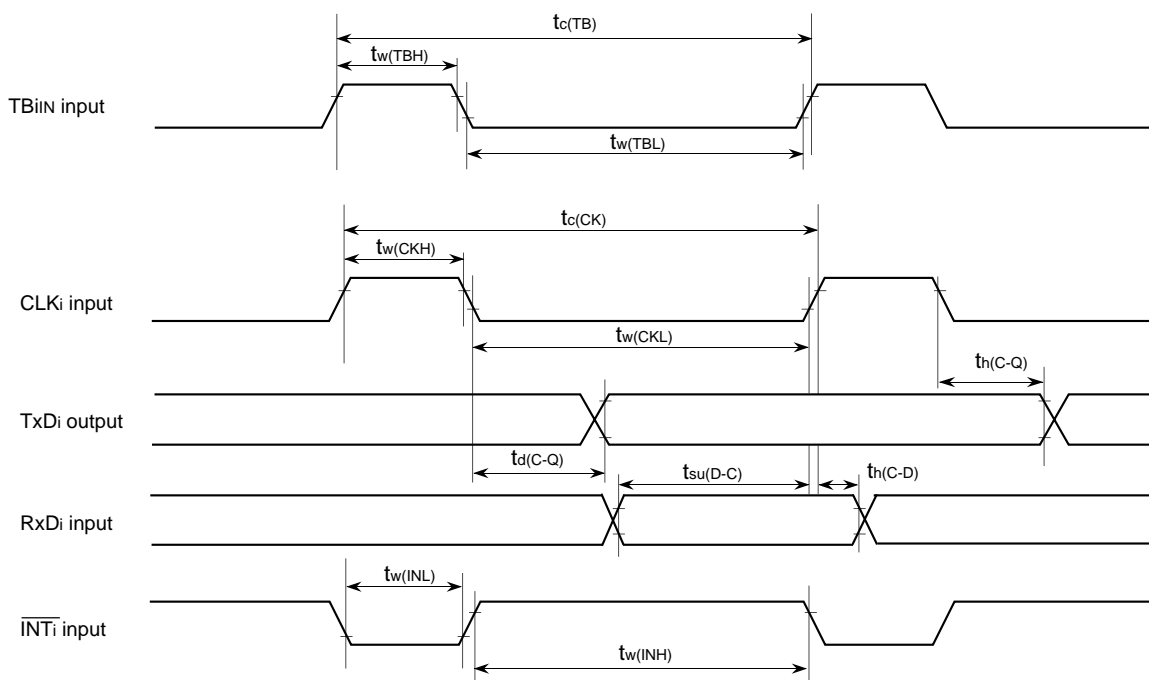 tc(TB)
tw(TBH)
TBiIN input
tw(TBL)
tc(CK)
tw(CKH)
CLKi input
tw(CKL)
th(C-Q)
TxDi output
td(C-Q)
tsu(D-C)
th(C-D)
RxDi input
tw(INL)
INTi input
tw(INH)